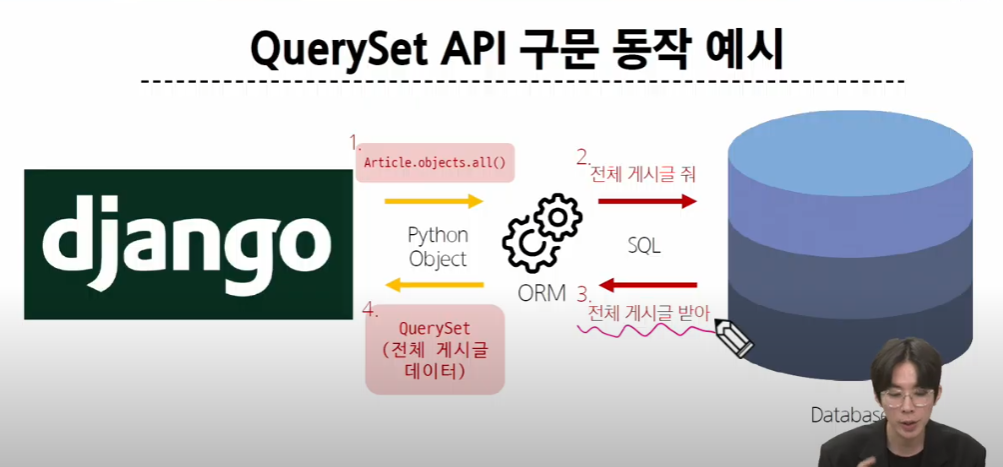 QuerySet API 구문 동작 예시
1.
Article.objects.all()
2.
전체 게시글 줘
django
Python
Object
ORM
SQL
3.
전체 게시글 받아
4.
QuerySet
(전체 게시글
데이터)
Database